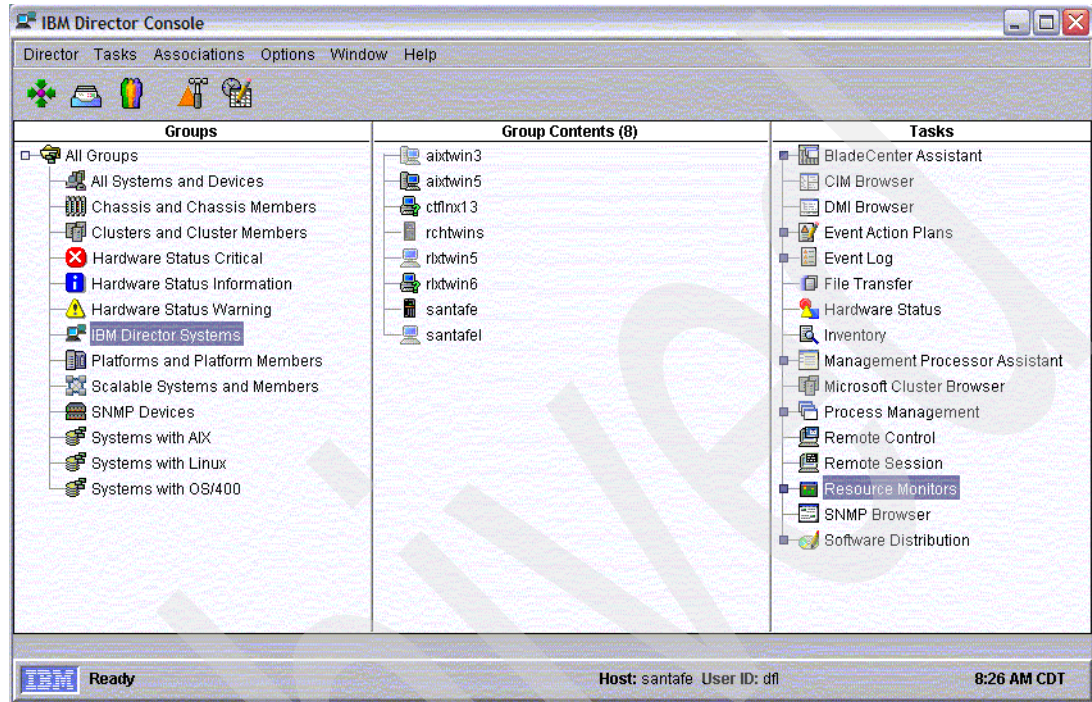 IBM Director Console
Director Tasks Associations Options Window Help
Groups
All Groups
All Systems and Devices
Chassis and Chassis Members
Clusters and Cluster Members
Hardware Status Critical
Hardware Status Information
Hardware Status Warning
IBM Director Systems
Platforms and Platform Members
Scalable Systems and Members
SNMP Devices
Systems with AIX
Systems with Linux
Systems with OS/400
Group Contents (8)
aixtwin3
aixtwin5
ctflnx13
rchtwins
rlxtwin5
rlxtwin6
santafe
santafel
Tasks
BladeCenter Assistant
CIM Browser
DMI Browser
Event Action Plans
Event Log
File Transfer
Hardware Status
Inventory
Management Processor Assistant
Microsoft Cluster Browser
Process Management
Remote Control
Remote Session
Resource Monitors
SNMP Browser
Software Distribution
IBM Ready Host: santafe User ID: dfl 8:26 AM CDT